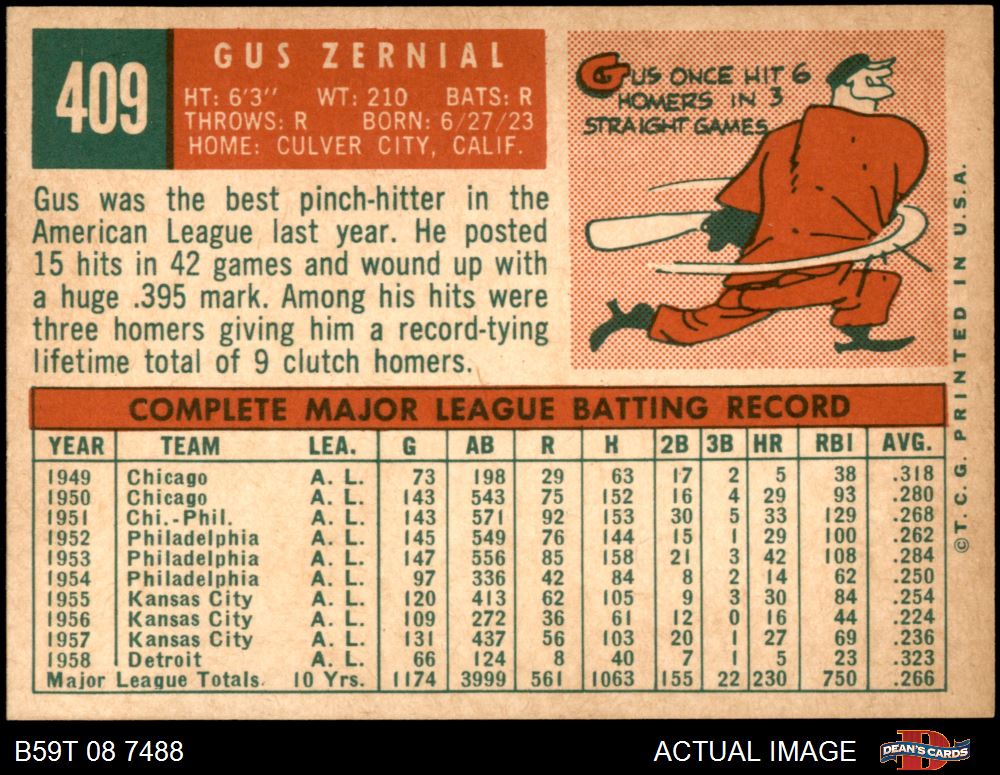 409
GUS ZERNIAL
HT: 6'3" WT: 210 BATS: R
THROWS: R BORN: 6/27/23
HOME: CULVER CITY, CALIF.
GUS ONCE HIT 6
HOMERS IN 3
STRAIGHT GAMES
Gus was the best pinch-hitter in the
American League last year. He posted
15 hits in 42 games and wound up with
a huge .395 mark. Among his hits were
three homers giving him a record-tying
lifetime total of 9 clutch homers.
COMPLETE MAJOR LEAGUE BATTING RECORD
YEAR TEAM LEA. G AB R H 2B 3B HR RBI AVG.
1949 Chicago A. L. 73 198 29 63 17 2 5 38 .318
1950 Chicago A. L. 143 543 75 152 16 4 29 93 .280
1951 Chi.-Phil. A. L. 143 571 92 153 30 5 33 129 .268
1952 Philadelphia A. L. 145 549 76 144 15 1 29 100 .262
1953 Philadelphia A. L. 147 556 85 158 21 3 42 108 .284
1954 Philadelphia A. L. 97 336 42 84 8 2 14 62 .250
1955 Kansas City A. L. 120 413 62 105 9 3 30 84 .254
1956 Kansas City A. L. 109 272 36 61 12 0 16 44 .224
1957 Kansas City A. L. 131 437 56 103 20 1 27 69 .236
1958 Detroit A. L. 66 124 8 40 7 1 5 23 .323
Major League Totals. 10 Yrs. 1174 3999 561 1063 155 22 230 750 .266
©T.C.G. PRINTED IN U.S.A.
B59T 08 7488
ACTUAL IMAGE
DEAN'S CARDS